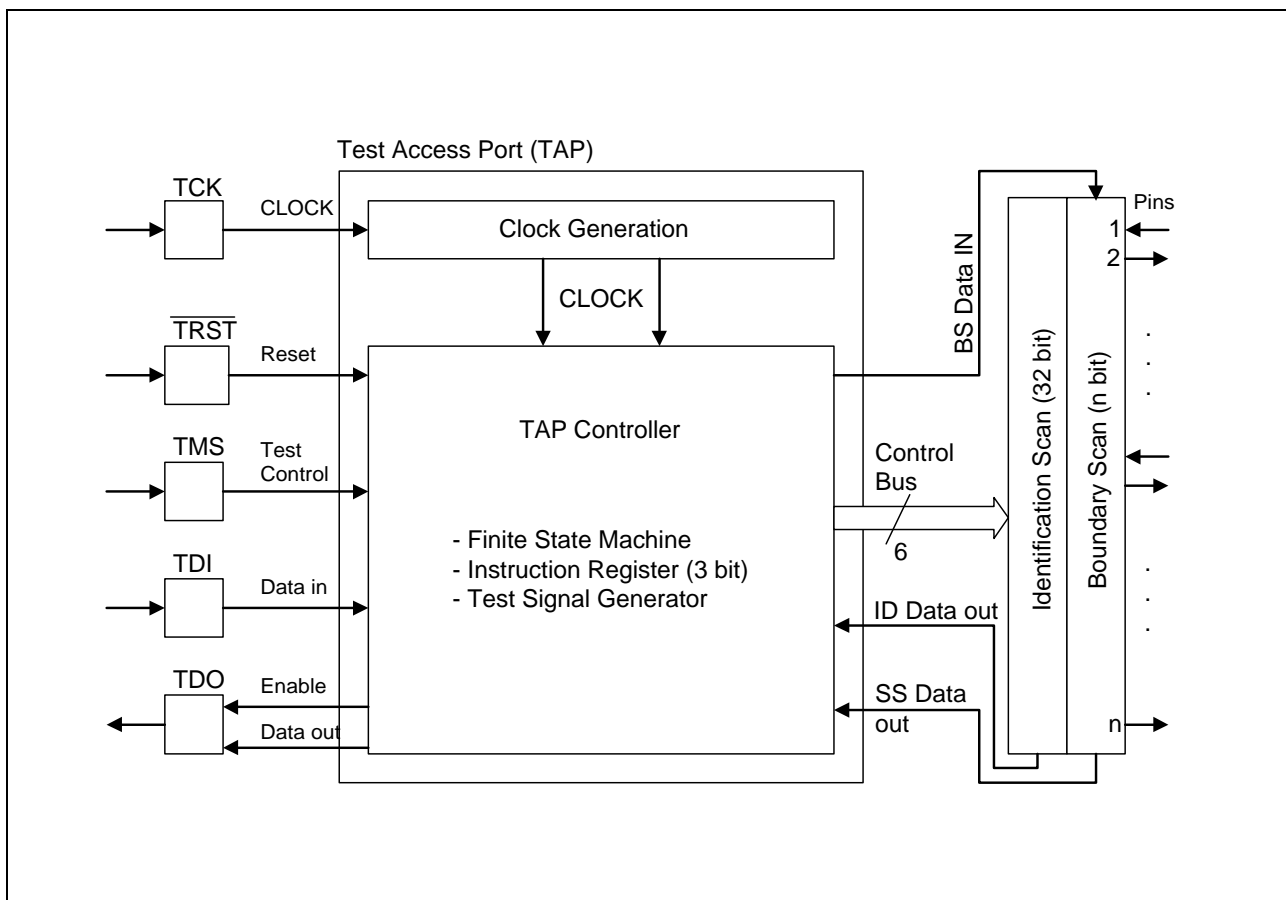 Test Access Port (TAP)
TCK
CLOCK
Clock Generation
CLOCK
TRST
Reset
TAP Controller
TMS
Test
Control
- Finite State Machine
- Instruction Register (3 bit)
- Test Signal Generator
TDI
Data in
TDO
Enable
Data out
BS Data IN
Control
Bus
6
ID Data out
SS Data
out
Identification Scan (32 bit)
Boundary Scan (n bit)
Pins
1
2
.
.
.
.
.
.
n